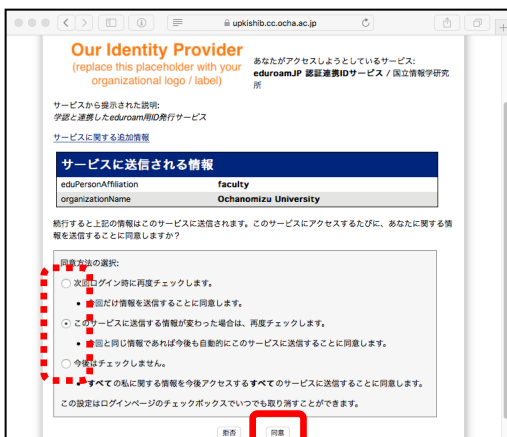 upkishib.cc.ocha.ac.jp
Our Identity Provider
(replace this placeholder with your
organizational logo / label)
あなたがアクセスしようとしているサービス:
eduroamJP 認証連携IDサービス / 国立情報学研究
所
サービスから提示された説明:
学認と連携したeduroam用ID発行サービス
サービスに関する追加情報
サービスに送信される情報
eduPersonAffiliation faculty
organizationName Ochanomizu University
続行すると上記の情報はこのサービスに送信されます。このサービスにアクセスするたびに、あなたに関する情
報を送信することに同意しますか？
同意方法の選択:
次回ログイン時に再度チェックします。
• 今回だけ情報を送信することに同意します。
このサービスに送信する情報が変わった場合は、再度チェックします。
• 今回と同じ情報であれば今後も自動的にこのサービスに送信することに同意します。
今後はチェックしません。
• すべての私に関する情報を今後アクセスするすべてのサービスに送信することに同意します。
この設定はログインページのチェックボックスでいつでも取り消すことができます。
拒否 同意